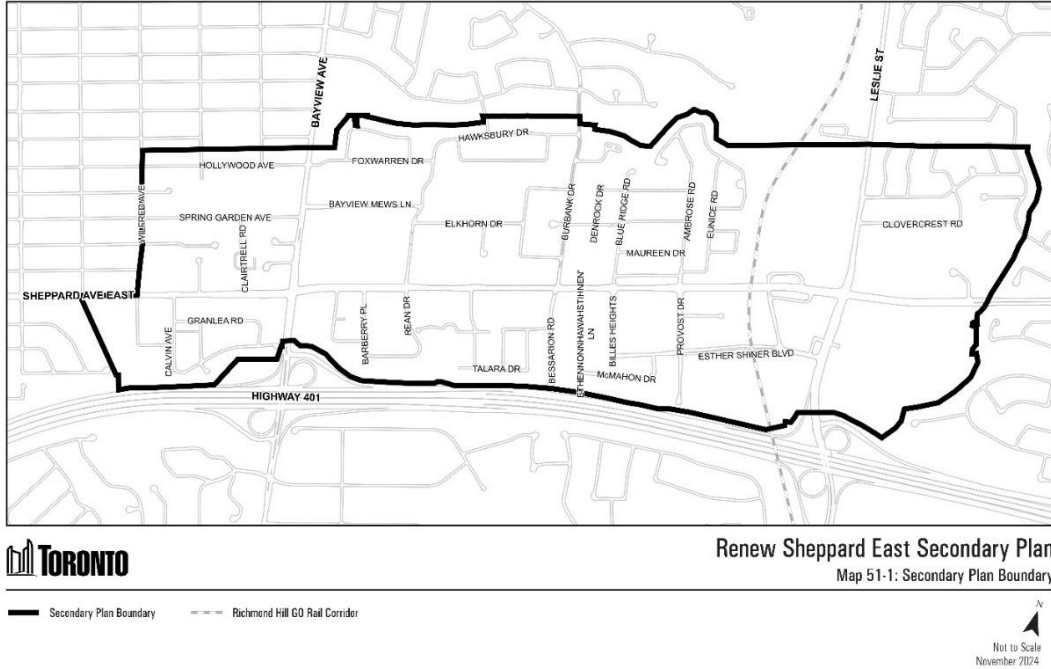 BAYVIEW AVE
LESLIE ST
HAWKSBURY DR
HOLLYWOOD AVE
FOXWARREN DR
WILFRED AVE
SPRING GARDEN AVE
BAYVIEW MEWS LN
CLAIRTRELL RD
ELKHORN DR
BURBANK DR
DENROCK DR
BLUE RIDGE RD
AMBROSE RD
EUNICE RD
CLOVERCREST RD
MAUREEN DR
SHEPPARD AVE EAST
CALVIN AVE
GRANLEA RD
BARBERRY PL
REAN DR
TALARA DR
BESSARION RD
ETHENNONNHAWAHSTIHNEN'
LN
BILLES HEIGHTS
PROVOST DR
ESTHER SHINER BLVD
McMAHON DR
HIGHWAY 401
TORONTO
Renew Sheppard East Secondary Plan
Map 51-1: Secondary Plan Boundary
Secondary Plan Boundary
Richmond Hill GO Rail Corridor
N
Not to Scale
November 2024